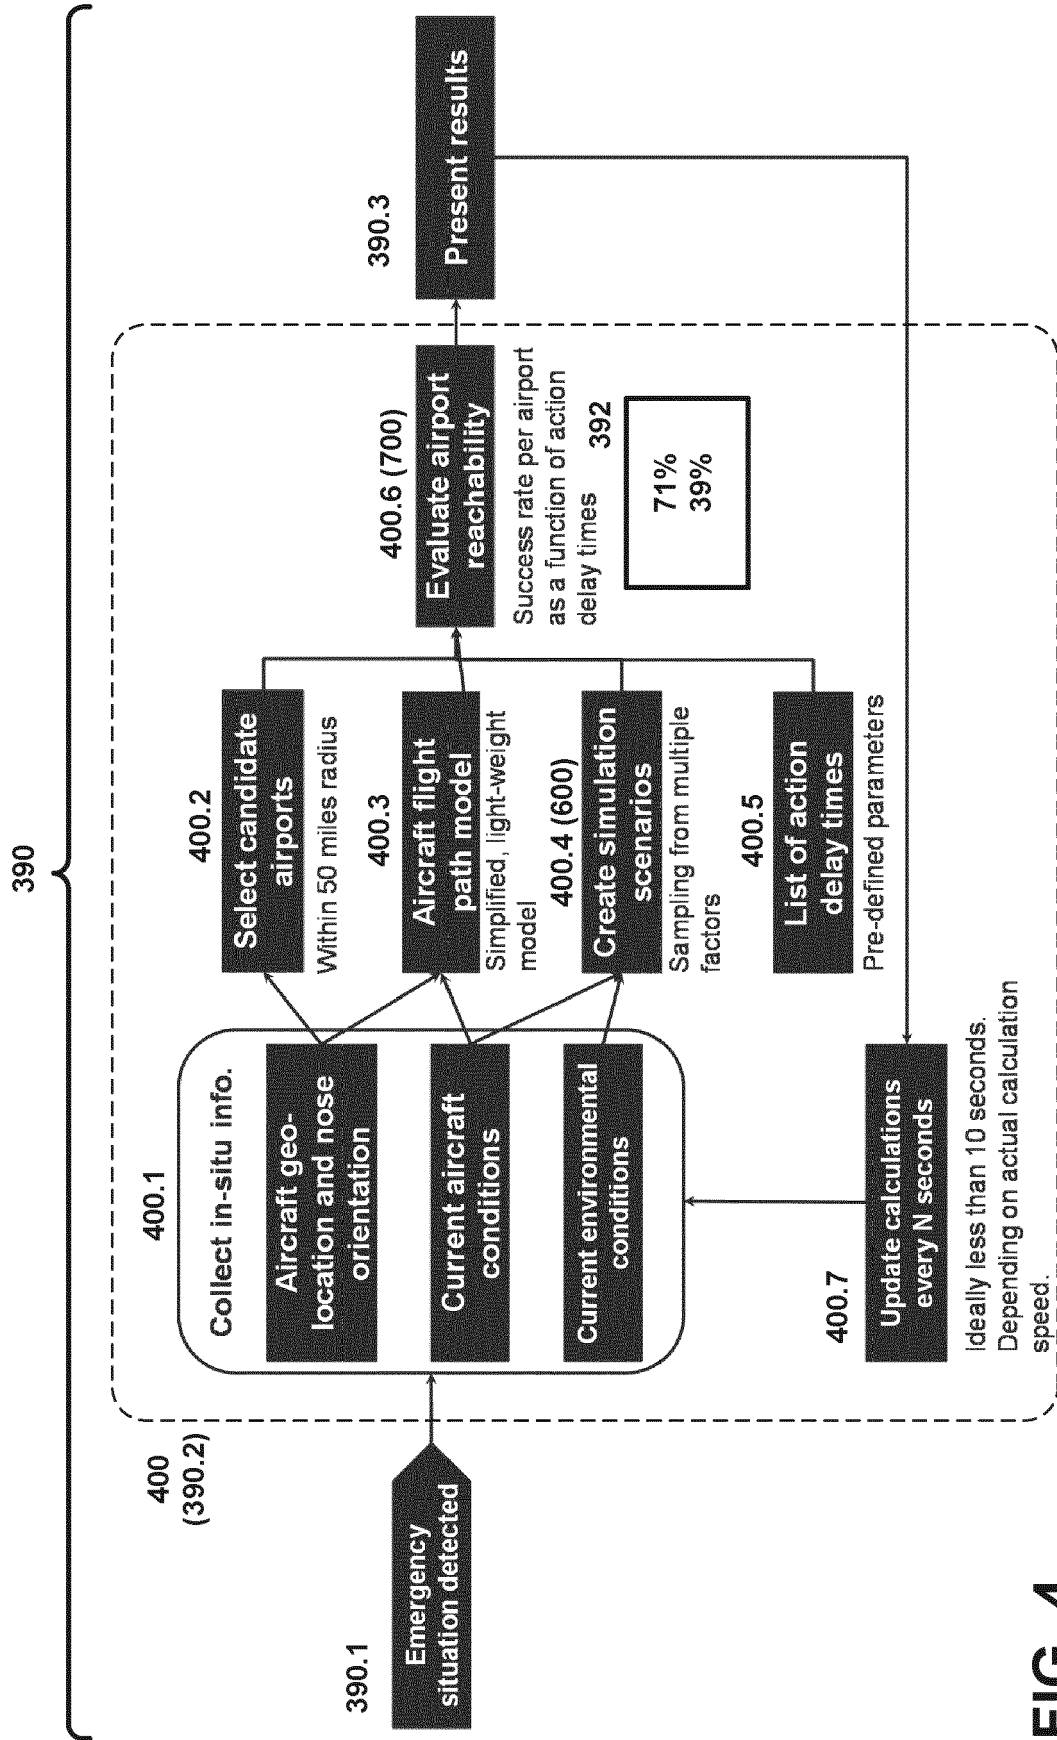 390
390.1
Emergency
situation detected
400
(390.2)
400.1
Collect in-situ info.
Aircraft geo-
location and nose
orientation
Current aircraft
conditions
Current environmental
conditions
400.2
Select candidate
airports
Within 50 miles radius
400.3
Aircraft flight
path model
Simplified, light-weight
model
400.4 (600)
Create simulation
scenarios
Sampling from multiple
factors
400.5
List of action
delay times
Pre-defined parameters
400.6 (700)
Evaluate airport
reachability
Success rate per airport
as a function of action
delay times
392
71%
39%
390.3
Present results
400.7
Update calculations
every N seconds
Ideally less than 10 seconds.
Depending on actual calculation
speed.
FIG. 4